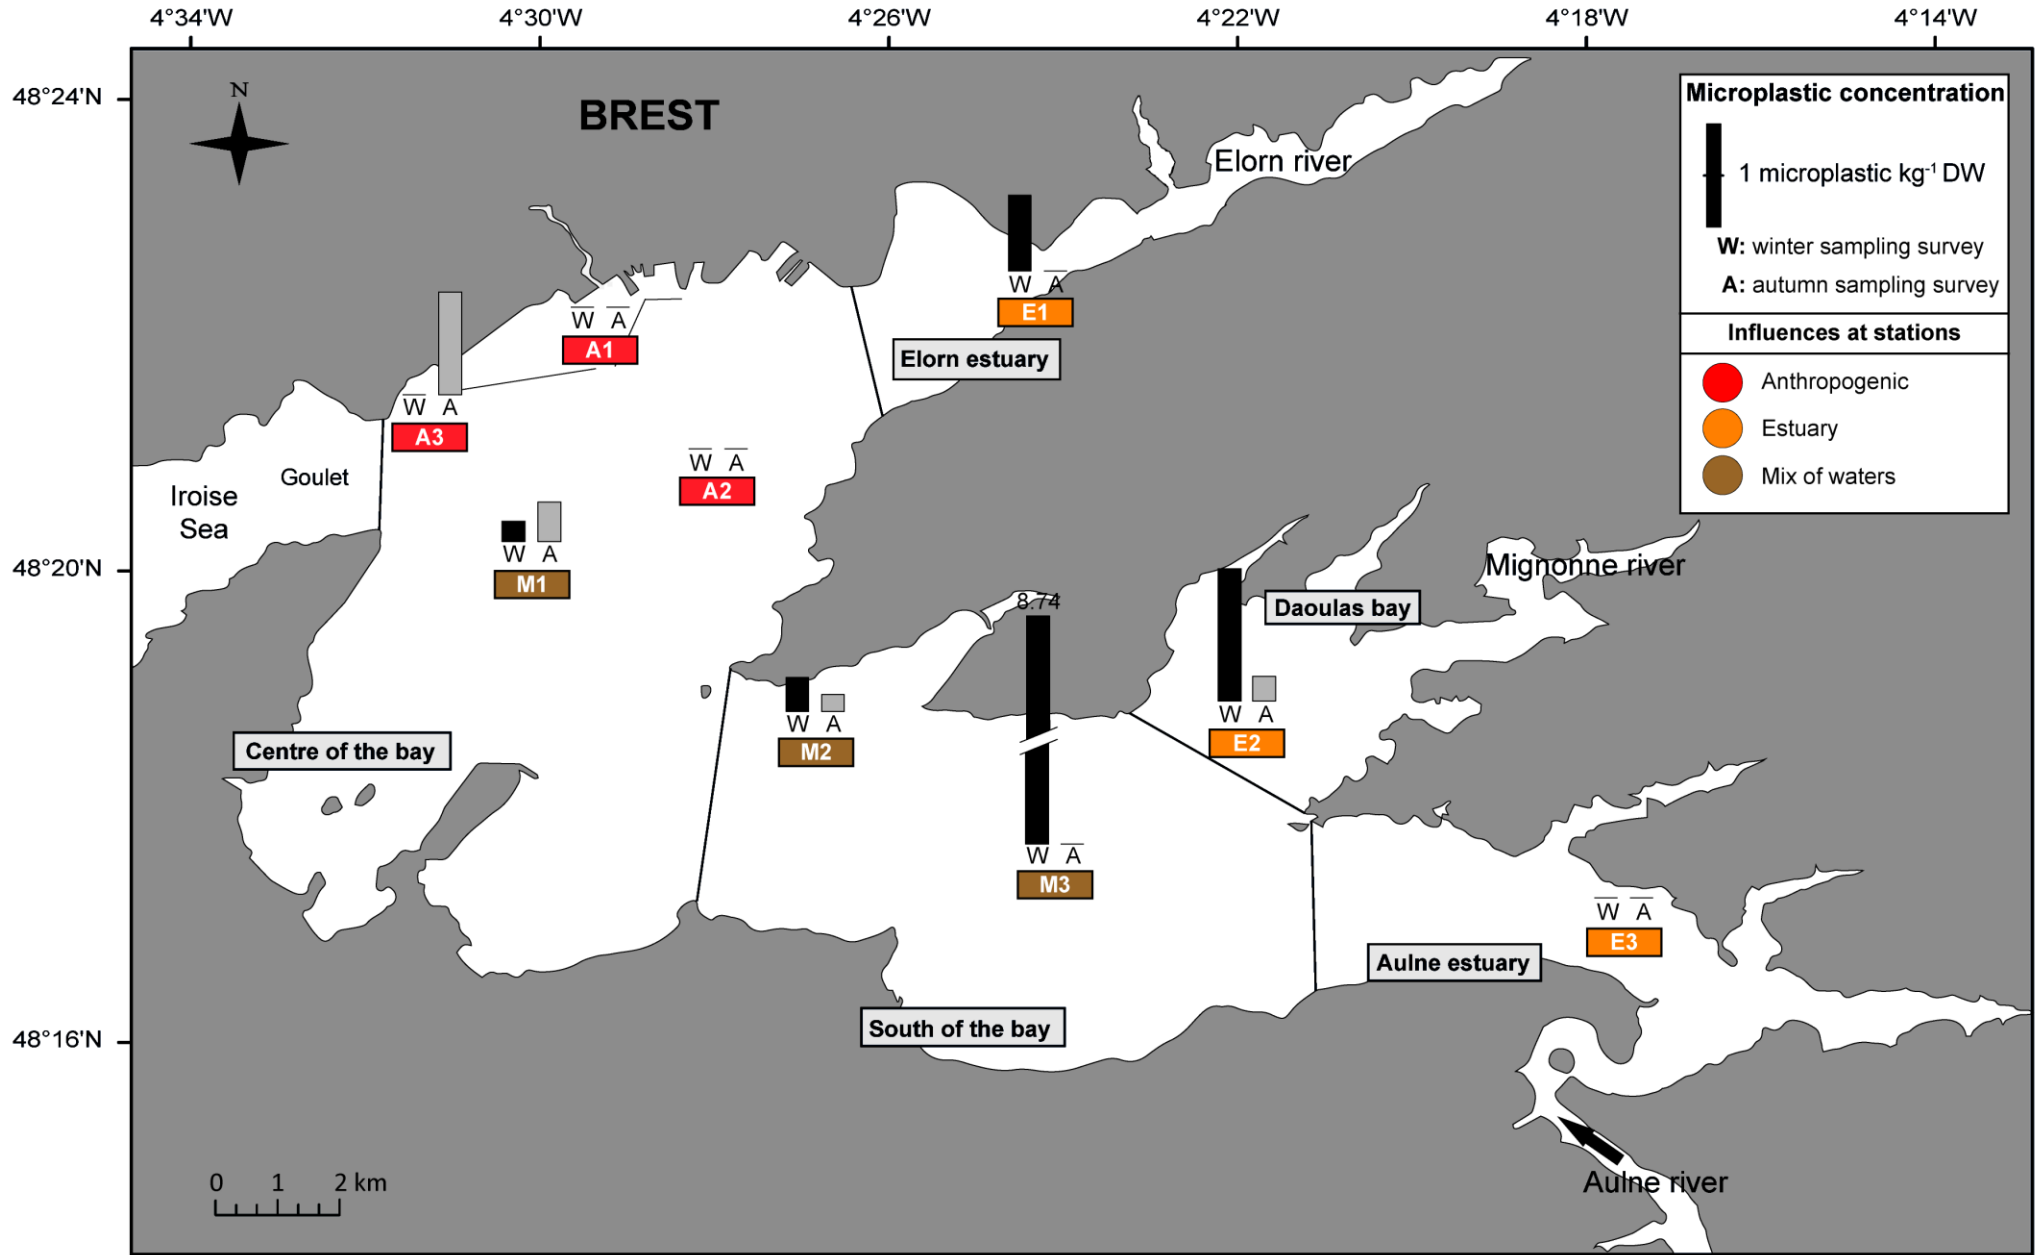 4°34'W 4°30'W 4°26'W 4°22'W 4°18'W 4°14'W
48°24'N
N
BREST
Elorn river
Microplastic concentration
1 microplastic kg⁻¹ DW
W: winter sampling survey
A: autumn sampling survey
Influences at stations
Anthropogenic
Estuary
Mix of waters
W A
E1
Elorn estuary
W A
A1
W A
A3
W A
A2
Goulet
Iroise
Sea
48°20'N
W A
M1
Mignonne river
Daoulas bay
8.74
W A
M2
W A
E2
Centre of the bay
W A
M3
W A
E3
Aulne estuary
South of the bay
48°16'N
Aulne river
0 1 2 km